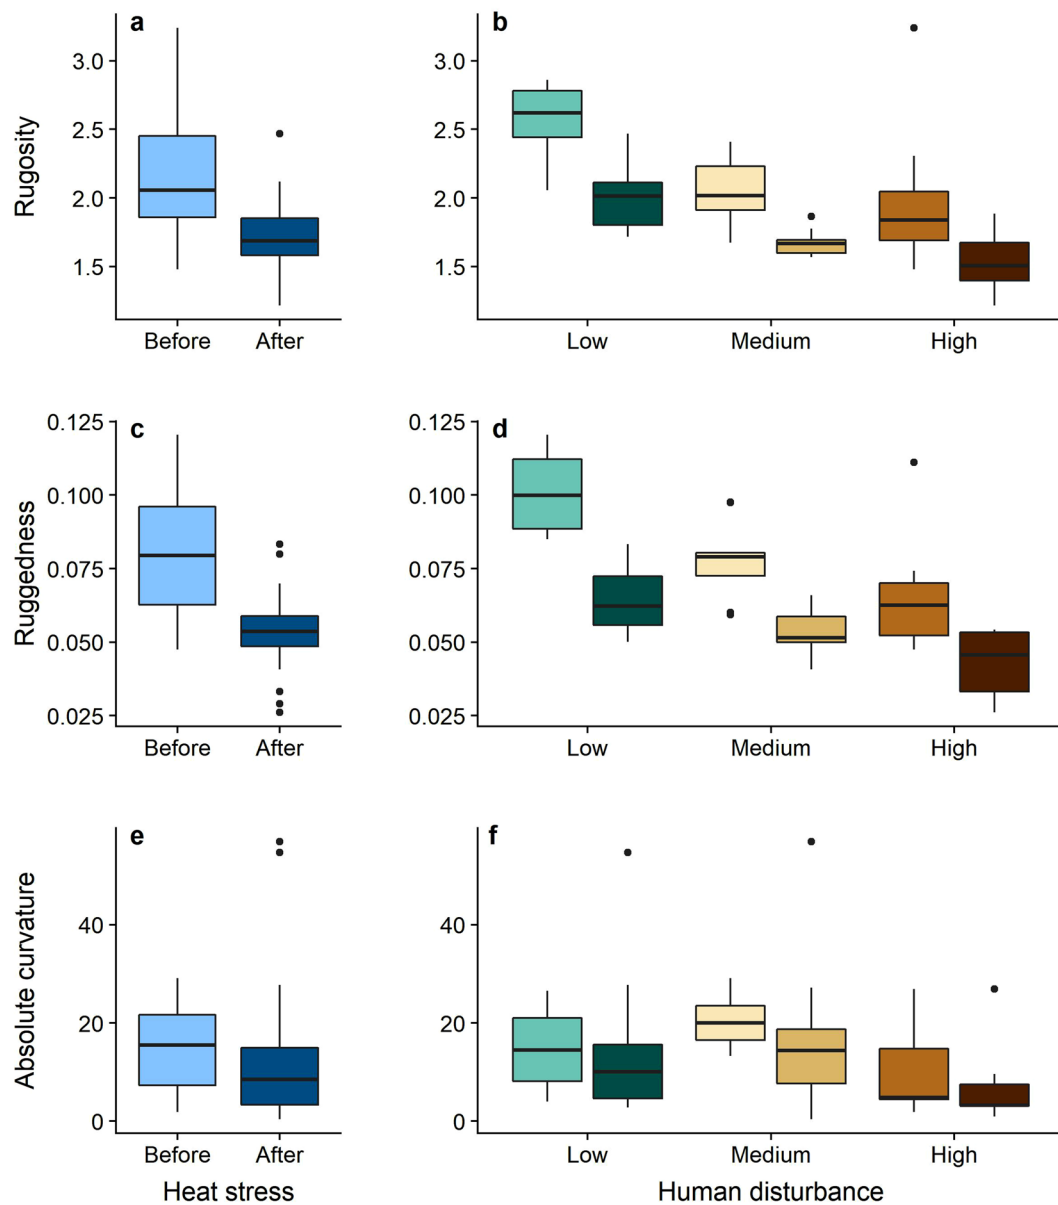 a
b
Rugosity
3.0
2.5
2.0
1.5
Before
After
3.0
2.5
2.0
1.5
Low
Medium
High
c
d
Ruggedness
0.125
0.100
0.075
0.050
0.025
Before
After
0.125
0.100
0.075
0.050
0.025
Low
Medium
High
e
f
Absolute curvature
40
20
0
Before
After
40
20
0
Low
Medium
High
Heat stress
Human disturbance